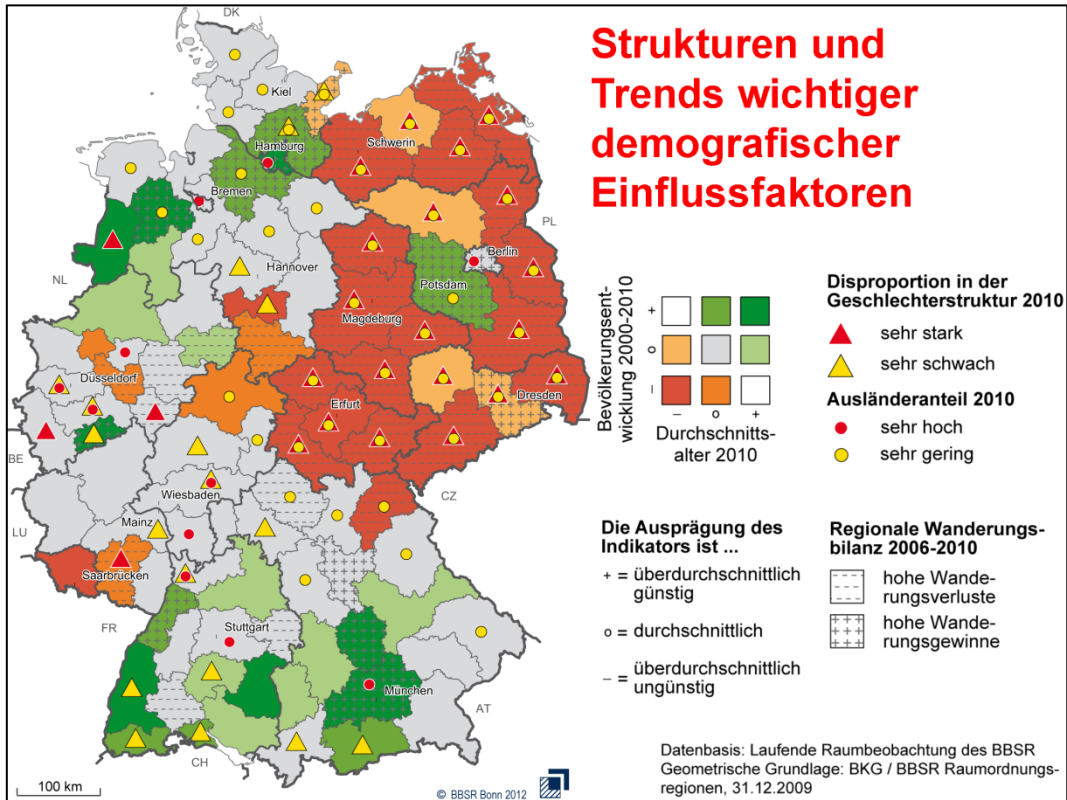 Strukturen und
Trends wichtiger
demografischer
Einflussfaktoren
DK
Kiel
Hamburg
Schwerin
Bremen
PL
Berlin
NL
Hannover
Potsdam
Magdeburg
Düsseldorf
Erfurt
Dresden
BE
Wiesbaden
CZ
LU
Mainz
Saarbrücken
FR
Stuttgart
München
AT
CH
100 km
© BBSR Bonn 2012
Bevölkerungsent-
wicklung 2000-2010
+
o
–
– o +
Durchschnitts-
alter 2010
Disproportion in der
Geschlechterstruktur 2010
sehr stark
sehr schwach
Ausländeranteil 2010
sehr hoch
sehr gering
Die Ausprägung des
Indikators ist ...
+ = überdurchschnittlich
günstig
o = durchschnittlich
– = überdurchschnittlich
ungünstig
Regionale Wanderungs-
bilanz 2006-2010
hohe Wande-
rungsverluste
hohe Wande-
rungsgewinne
Datenbasis: Laufende Raumbeobachtung des BBSR
Geometrische Grundlage: BKG / BBSR Raumordnungs-
regionen, 31.12.2009